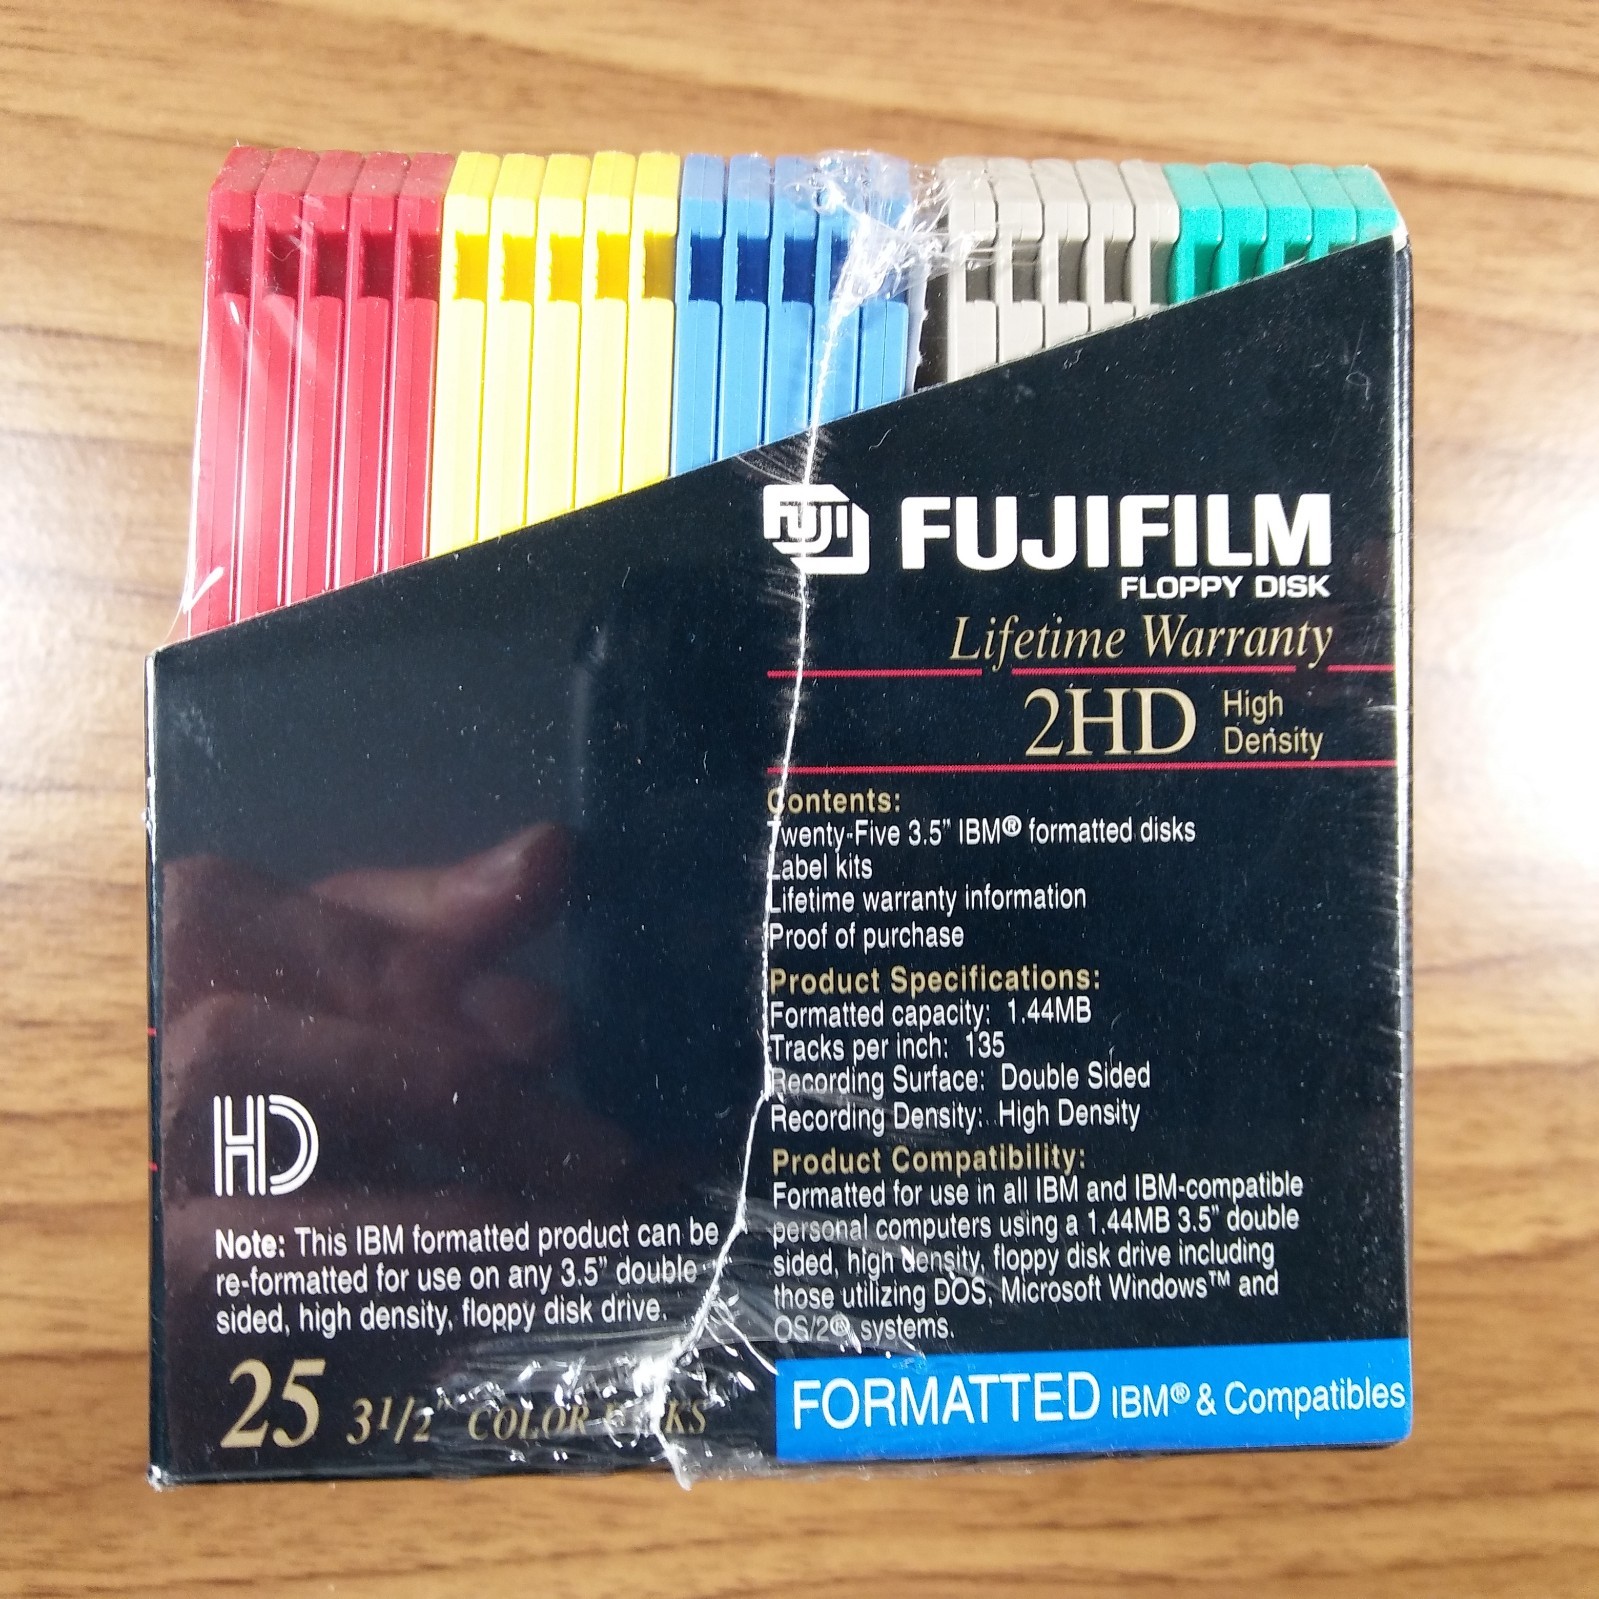 FUJI FUJIFILM
FLOPPY DISK
Lifetime Warranty
2HD High Density
Contents:
Twenty-Five 3.5" IBM® formatted disks
Label kits
Lifetime warranty information
Proof of purchase
Product Specifications:
Formatted capacity: 1.44MB
Tracks per inch: 135
Recording Surface: Double Sided
Recording Density: High Density
Product Compatibility:
Formatted for use in all IBM and IBM-compatible
personal computers using a 1.44MB 3.5" double
sided, high density, floppy disk drive including
those utilizing DOS, Microsoft Windows™ and
OS/2® systems.
FORMATTED IBM® & Compatibles
HD
Note: This IBM formatted product can be
re-formatted for use on any 3.5" double
sided, high density, floppy disk drive.
25 3 1/2" COLOR DISKS